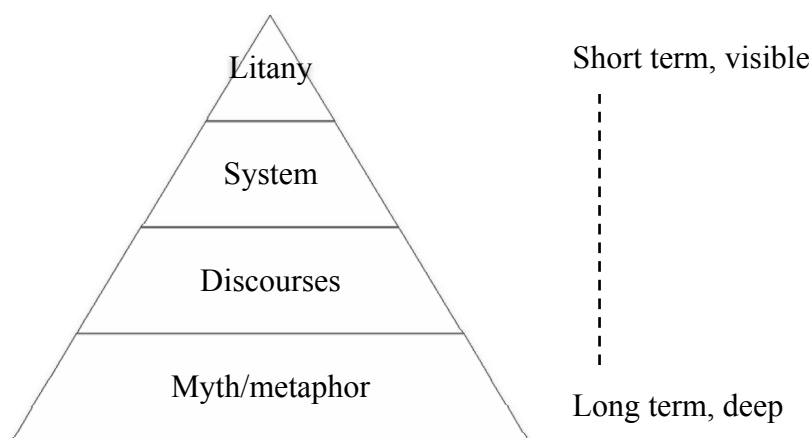 Litany
Short term, visible
System
Discourses
Myth/metaphor
Long term, deep